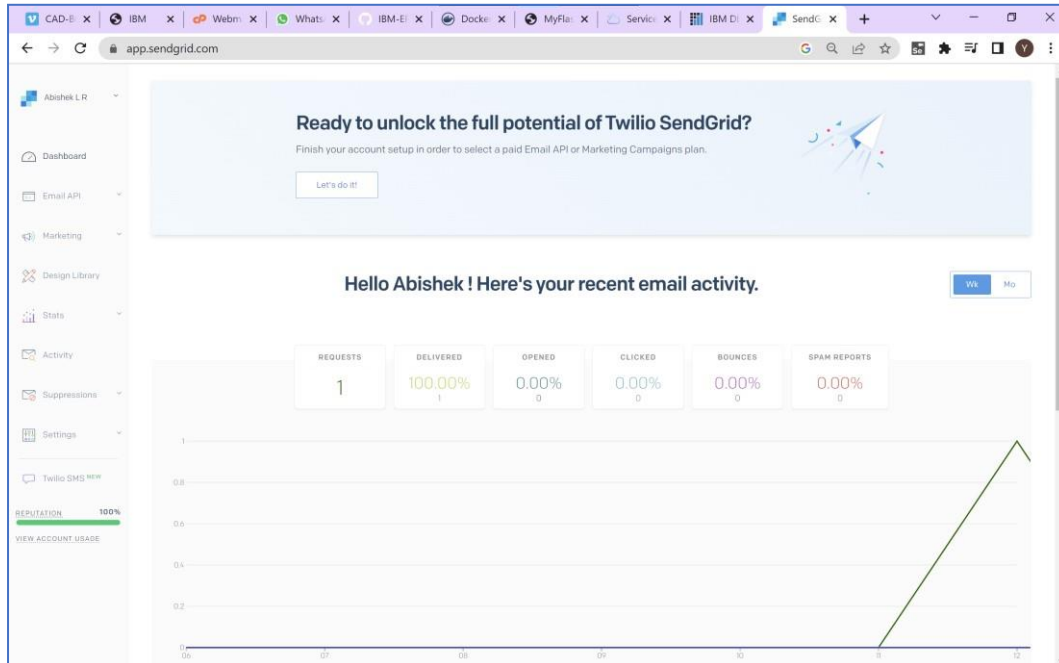 CAD-B
IBM
Webm
Whats
IBM-E
Docke
MyFla
Service
IBM D
SendG
app.sendgrid.com
Y
Abishek L R
Dashboard
Email API
Marketing
Design Library
Stats
Activity
Suppressions
Settings
Twilio SMS NEW
REPUTATION 100%
VIEW ACCOUNT USAGE
Ready to unlock the full potential of Twilio SendGrid?
Finish your account setup in order to select a paid Email API or Marketing Campaigns plan.
Let's do it!
Hello Abishek ! Here's your recent email activity.
Wk Mo
REQUESTS DELIVERED OPENED CLICKED BOUNCES SPAM REPORTS
1 100.00% 0.00% 0.00% 0.00% 0.00%
1 0 0 0 0
1
0.8
0.6
0.4
0.2
0
06 07 08 09 10 11 12